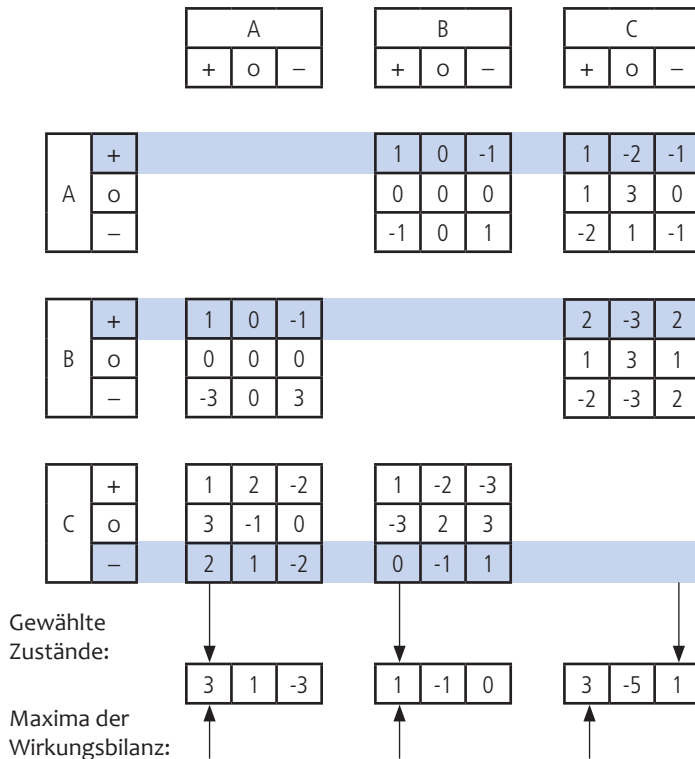 A B C
+ o – + o – + o –
+ 1 0 -1 1 -2 -1
A o 0 0 0 1 3 0
– -1 0 1 -2 1 -1
+ 1 0 -1 2 -3 2
B o 0 0 0 1 3 1
– -3 0 3 -2 -3 2
+ 1 2 -2 1 -2 -3
C o 3 -1 0 -3 2 3
– 2 1 -2 0 -1 1
Gewählte
Zustände:
3 1 -3 1 -1 0 3 -5 1
Maxima der
Wirkungsbilanz: